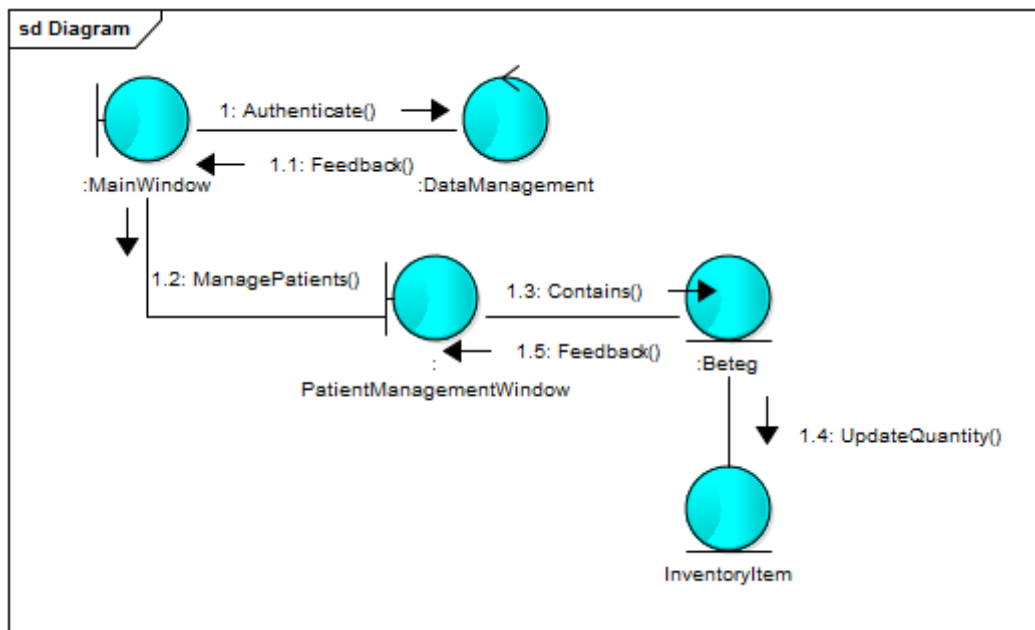 sd Diagram
1: Authenticate()
1.1: Feedback()
:MainWindow
:DataManagement
1.2: ManagePatients()
1.3: Contains()
1.5: Feedback()
:
PatientManagementWindow
:Beteg
1.4: UpdateQuantity()
InventoryItem